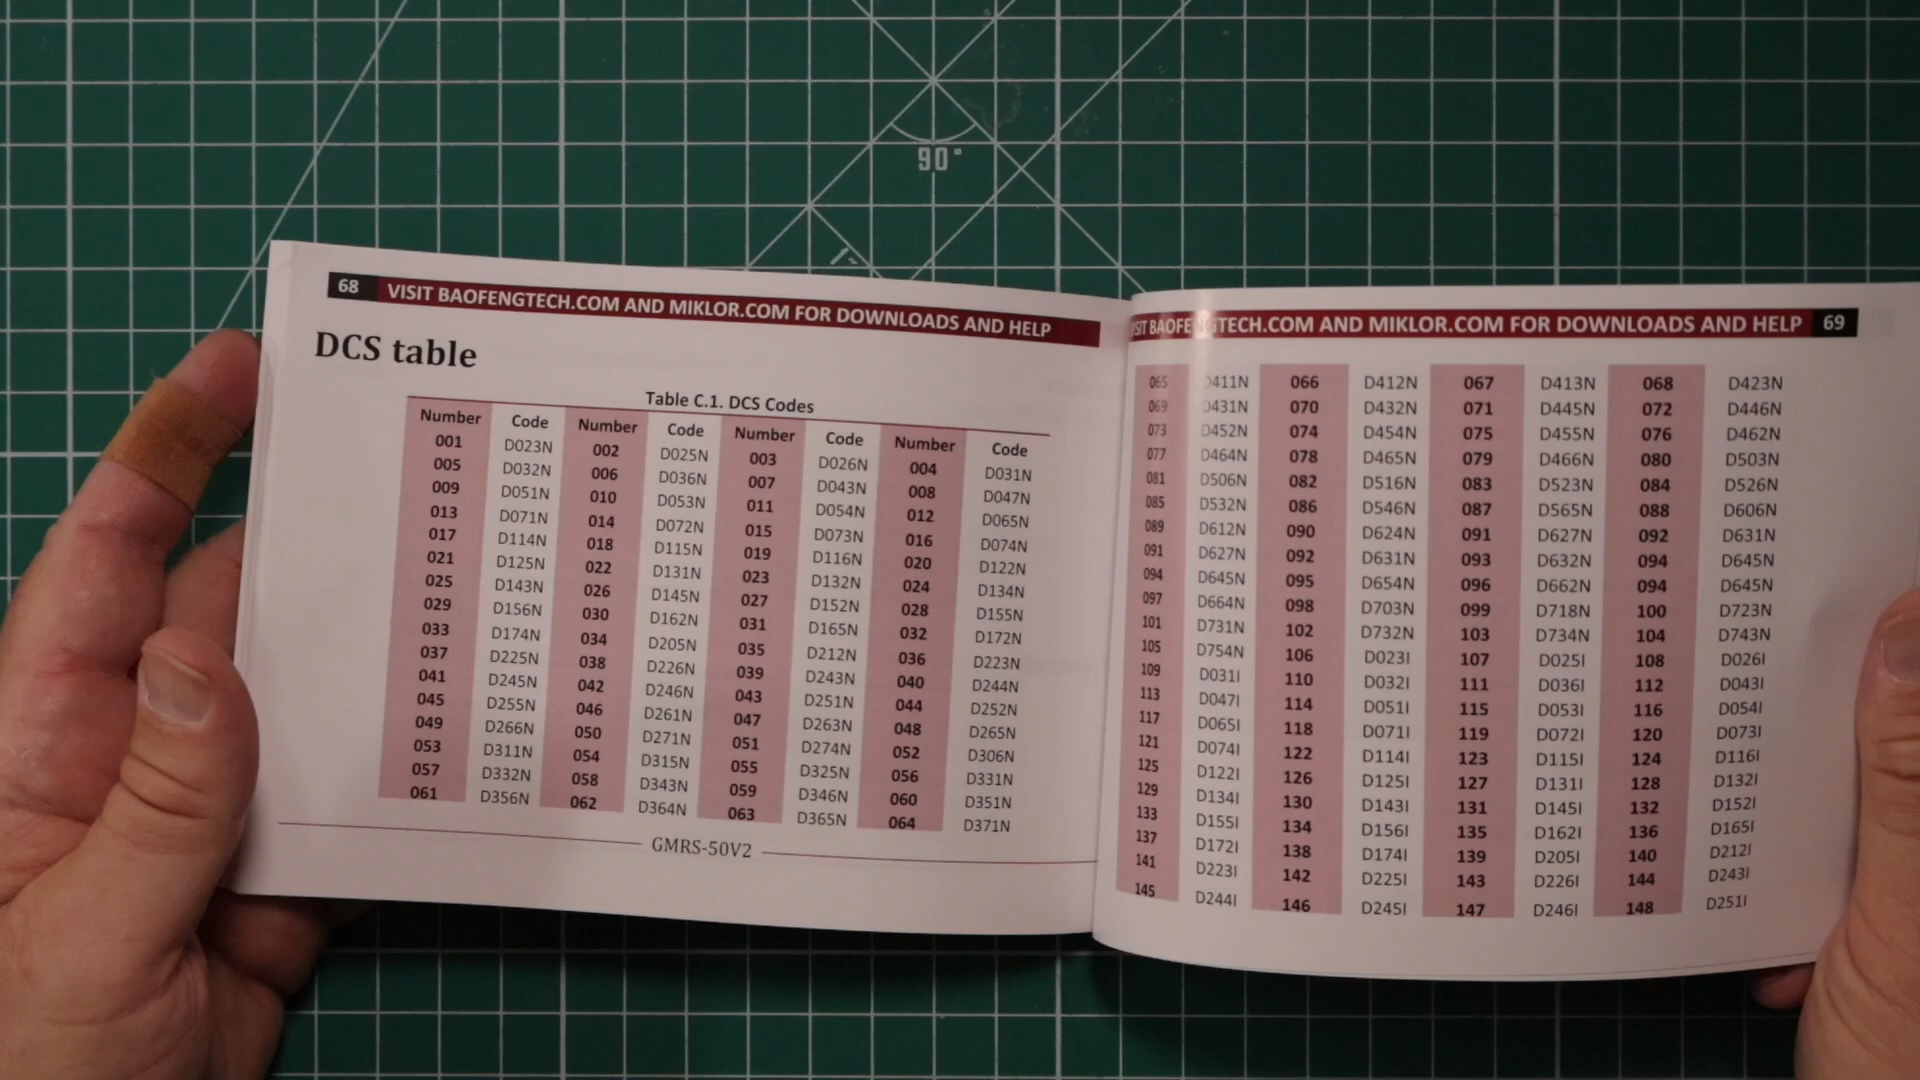 90°
68 VISIT BAOFENGTECH.COM AND MIKLOR.COM FOR DOWNLOADS AND HELP
DCS table
Table C.1. DCS Codes
Number Code Number Code Number Code Number Code
001 D023N 002 D025N 003 D026N 004 D031N
005 D032N 006 D036N 007 D043N 008 D047N
009 D051N 010 D053N 011 D054N 012 D065N
013 D071N 014 D072N 015 D073N 016 D074N
017 D114N 018 D115N 019 D116N 020 D122N
021 D125N 022 D131N 023 D132N 024 D134N
025 D143N 026 D145N 027 D152N 028 D155N
029 D156N 030 D162N 031 D165N 032 D172N
033 D174N 034 D205N 035 D212N 036 D223N
037 D225N 038 D226N 039 D243N 040 D244N
041 D245N 042 D246N 043 D251N 044 D252N
045 D255N 046 D261N 047 D263N 048 D265N
049 D266N 050 D271N 051 D274N 052 D306N
053 D311N 054 D315N 055 D325N 056 D331N
057 D332N 058 D343N 059 D346N 060 D351N
061 D356N 062 D364N 063 D365N 064 D371N
GMRS-50V2
SIT BAOFENGTECH.COM AND MIKLOR.COM FOR DOWNLOADS AND HELP 69
065 D411N 066 D412N 067 D413N 068 D423N
069 D431N 070 D432N 071 D445N 072 D446N
073 D452N 074 D454N 075 D455N 076 D462N
077 D464N 078 D465N 079 D466N 080 D503N
081 D506N 082 D516N 083 D523N 084 D526N
085 D532N 086 D546N 087 D565N 088 D606N
089 D612N 090 D624N 091 D627N 092 D631N
091 D627N 092 D631N 093 D632N 094 D645N
094 D645N 095 D654N 096 D662N 094 D645N
097 D664N 098 D703N 099 D718N 100 D723N
101 D731N 102 D732N 103 D734N 104 D743N
105 D754N 106 D023I 107 D025I 108 D026I
109 D031I 110 D032I 111 D036I 112 D043I
113 D047I 114 D051I 115 D053I 116 D054I
117 D065I 118 D071I 119 D072I 120 D073I
121 D074I 122 D114I 123 D115I 124 D116I
125 D122I 126 D125I 127 D131I 128 D132I
129 D134I 130 D143I 131 D145I 132 D152I
133 D155I 134 D156I 135 D162I 136 D165I
137 D172I 138 D174I 139 D205I 140 D212I
141 D223I 142 D225I 143 D226I 144 D243I
145 D244I 146 D245I 147 D246I 148 D251I